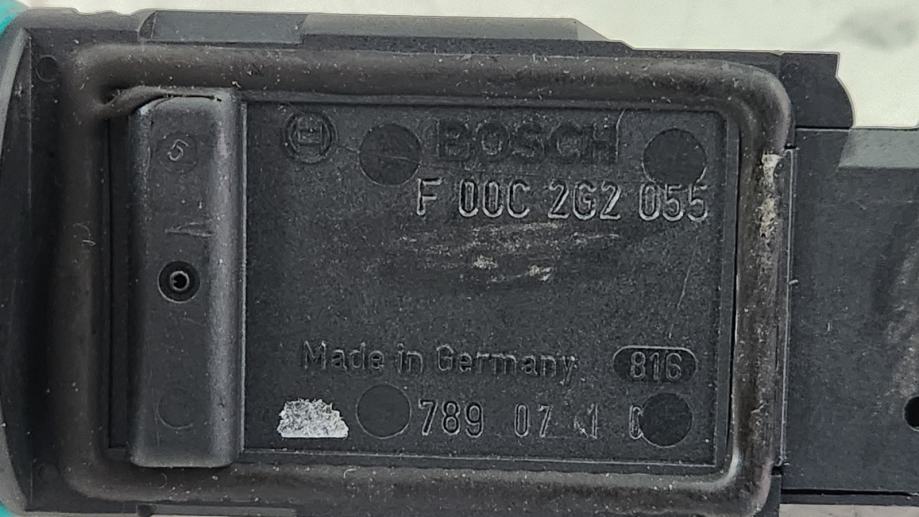 5
BOSCH
F 00C 2G2 055
Made in Germany 816
789 07